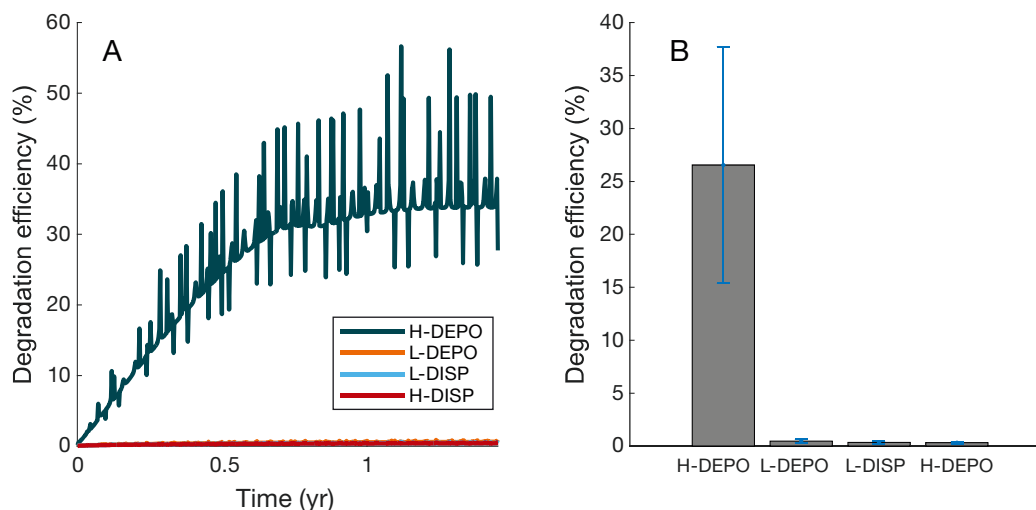 A
Degradation efficiency (%)
60
50
40
30
20
10
0
0
0.5
1
Time (yr)
H-DEPO
L-DEPO
L-DISP
H-DISP
B
Degradation efficiency (%)
40
35
30
25
20
15
10
5
0
H-DEPO L-DEPO L-DISP H-DEPO